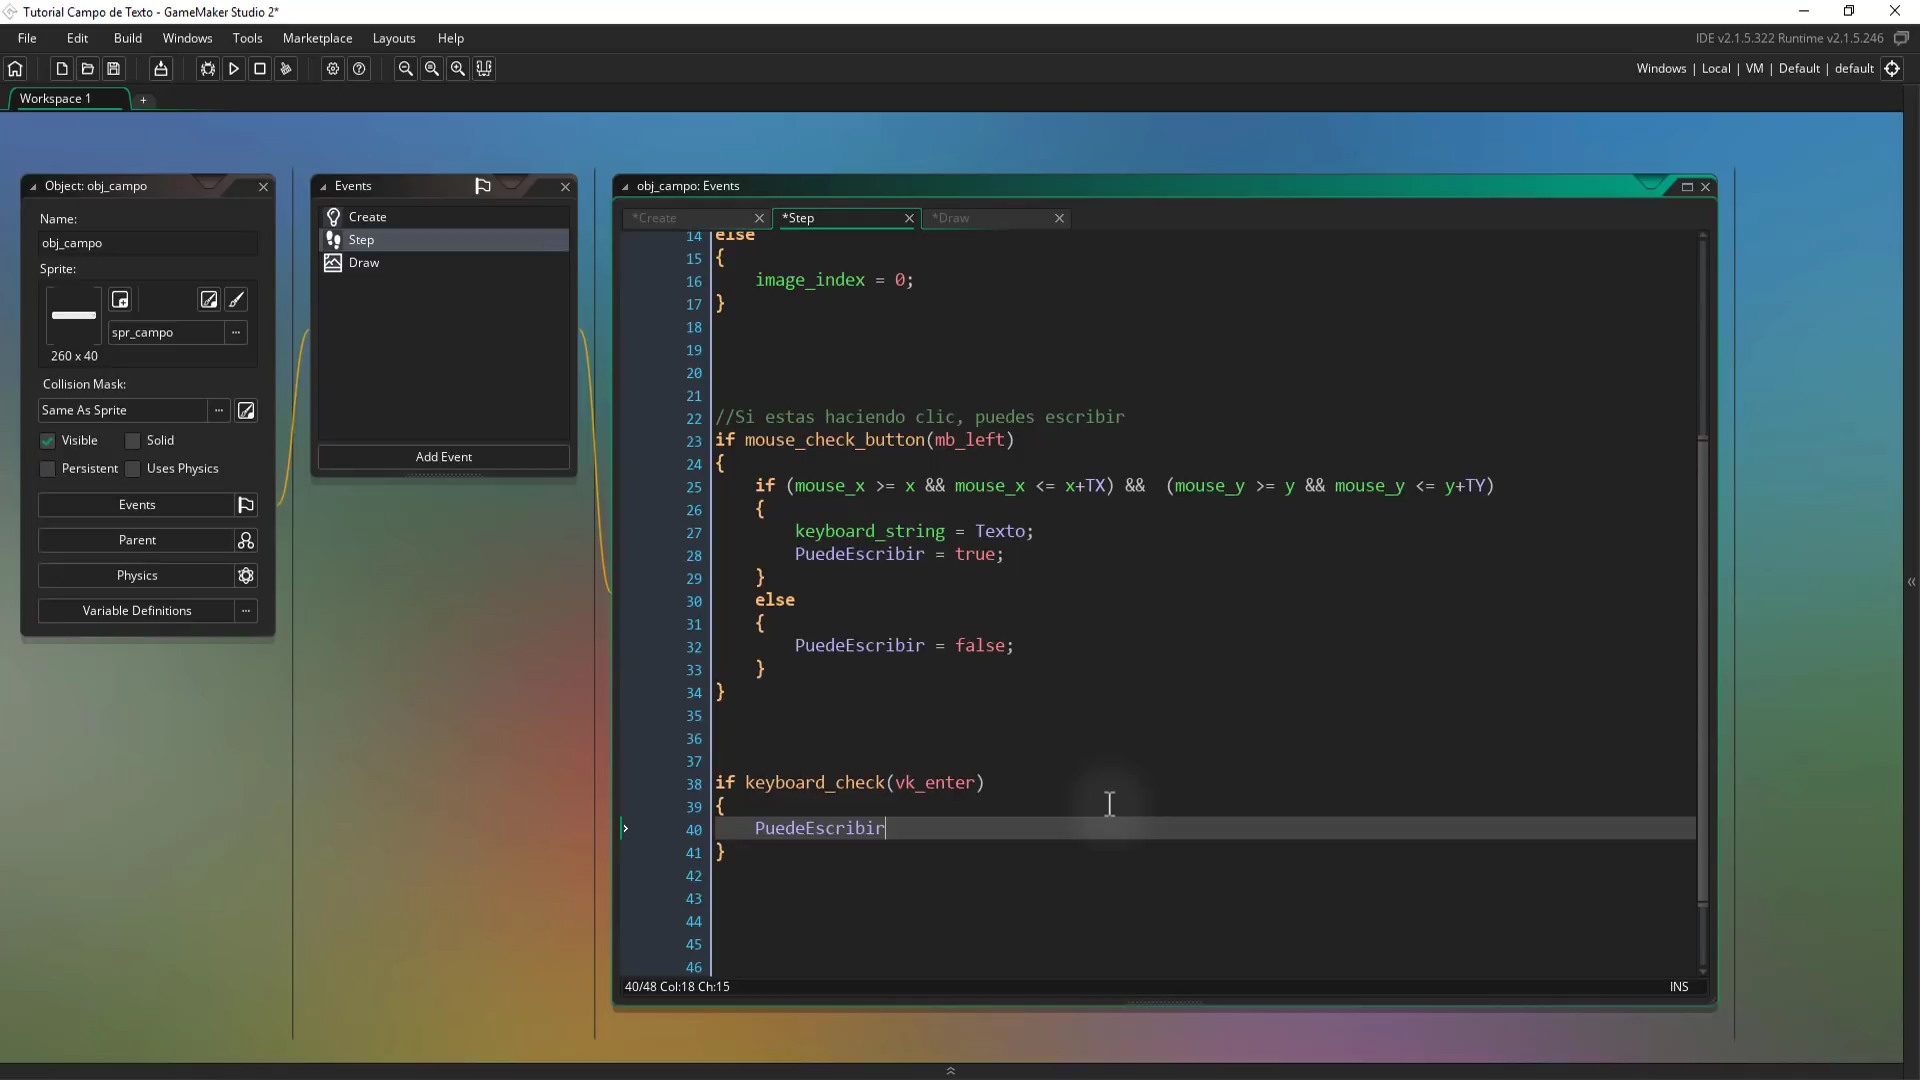 Tutorial Campo de Texto - GameMaker Studio 2*
File Edit Build Windows Tools Marketplace Layouts Help
IDE v2.1.5.322 Runtime v2.1.5.246
Windows | Local | VM | Default | default
Workspace 1 +
Object: obj_campo
Name:
obj_campo
Sprite:
spr_campo ...
260 x 40
Collision Mask:
Same As Sprite ...
Visible Solid
Persistent Uses Physics
Events
Parent
Physics
Variable Definitions ...
Events
Create
Step
Draw
Add Event
obj_campo: Events
*Create *Step *Draw
14 else
15 {
16 image_index = 0;
17 }
18
19
20
21
22 //Si estas haciendo clic, puedes escribir
23 if mouse_check_button(mb_left)
24 {
25 if (mouse_x >= x && mouse_x <= x+TX) && (mouse_y >= y && mouse_y <= y+TY)
26 {
27 keyboard_string = Texto;
28 PuedeEscribir = true;
29 }
30 else
31 {
32 PuedeEscribir = false;
33 }
34 }
35
36
37
38 if keyboard_check(vk_enter)
39 {
40 PuedeEscribir
41 }
42
43
44
45
46
40/48 Col:18 Ch:15 INS